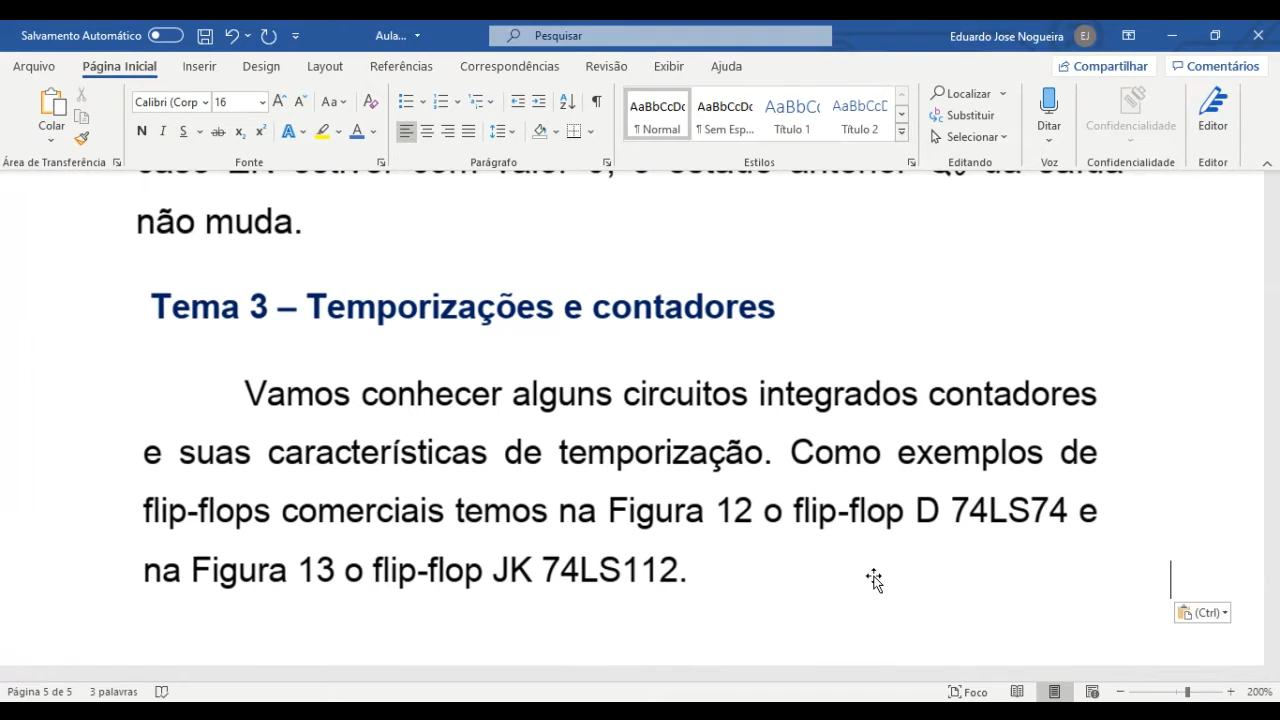 Salvamento Automático
Aula...
Pesquisar
Eduardo Jose Nogueira
EJ
Arquivo
Página Inicial
Inserir
Design
Layout
Referências
Correspondências
Revisão
Exibir
Ajuda
Compartilhar
Comentários
Colar
Área de Transferência
Calibri (Corp
16
N I S ab x₂ x²
Aa
Fonte
Parágrafo
AaBbCcDc
¶ Normal
AaBbCcDc
¶ Sem Esp...
AaBbCc
Título 1
AaBbCcD
Título 2
Estilos
Localizar
Substituir
Selecionar
Editando
Ditar
Voz
Confidencialidade
Confidencialidade
Editor
Editor
não muda.
Tema 3 – Temporizações e contadores
Vamos conhecer alguns circuitos integrados contadores
e suas características de temporização. Como exemplos de
flip-flops comerciais temos na Figura 12 o flip-flop D 74LS74 e
na Figura 13 o flip-flop JK 74LS112.
(Ctrl)
Página 5 de 5
3 palavras
Foco
200%